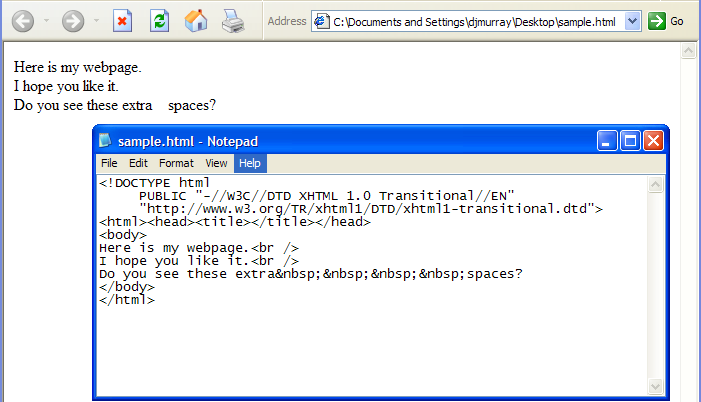 Address C:\Documents and Settings\djmurray\Desktop\sample.html Go
Here is my webpage.
I hope you like it.
Do you see these extra    spaces?
sample.html - Notepad
File Edit Format View Help
<!DOCTYPE html
     PUBLIC "-//W3C//DTD XHTML 1.0 Transitional//EN"
     "http://www.w3.org/TR/xhtml1/DTD/xhtml1-transitional.dtd">
<html><head><title></title></head>
<body>
Here is my webpage.<br />
I hope you like it.<br />
Do you see these extra&nbsp;&nbsp;&nbsp;&nbsp;spaces?
</body>
</html>